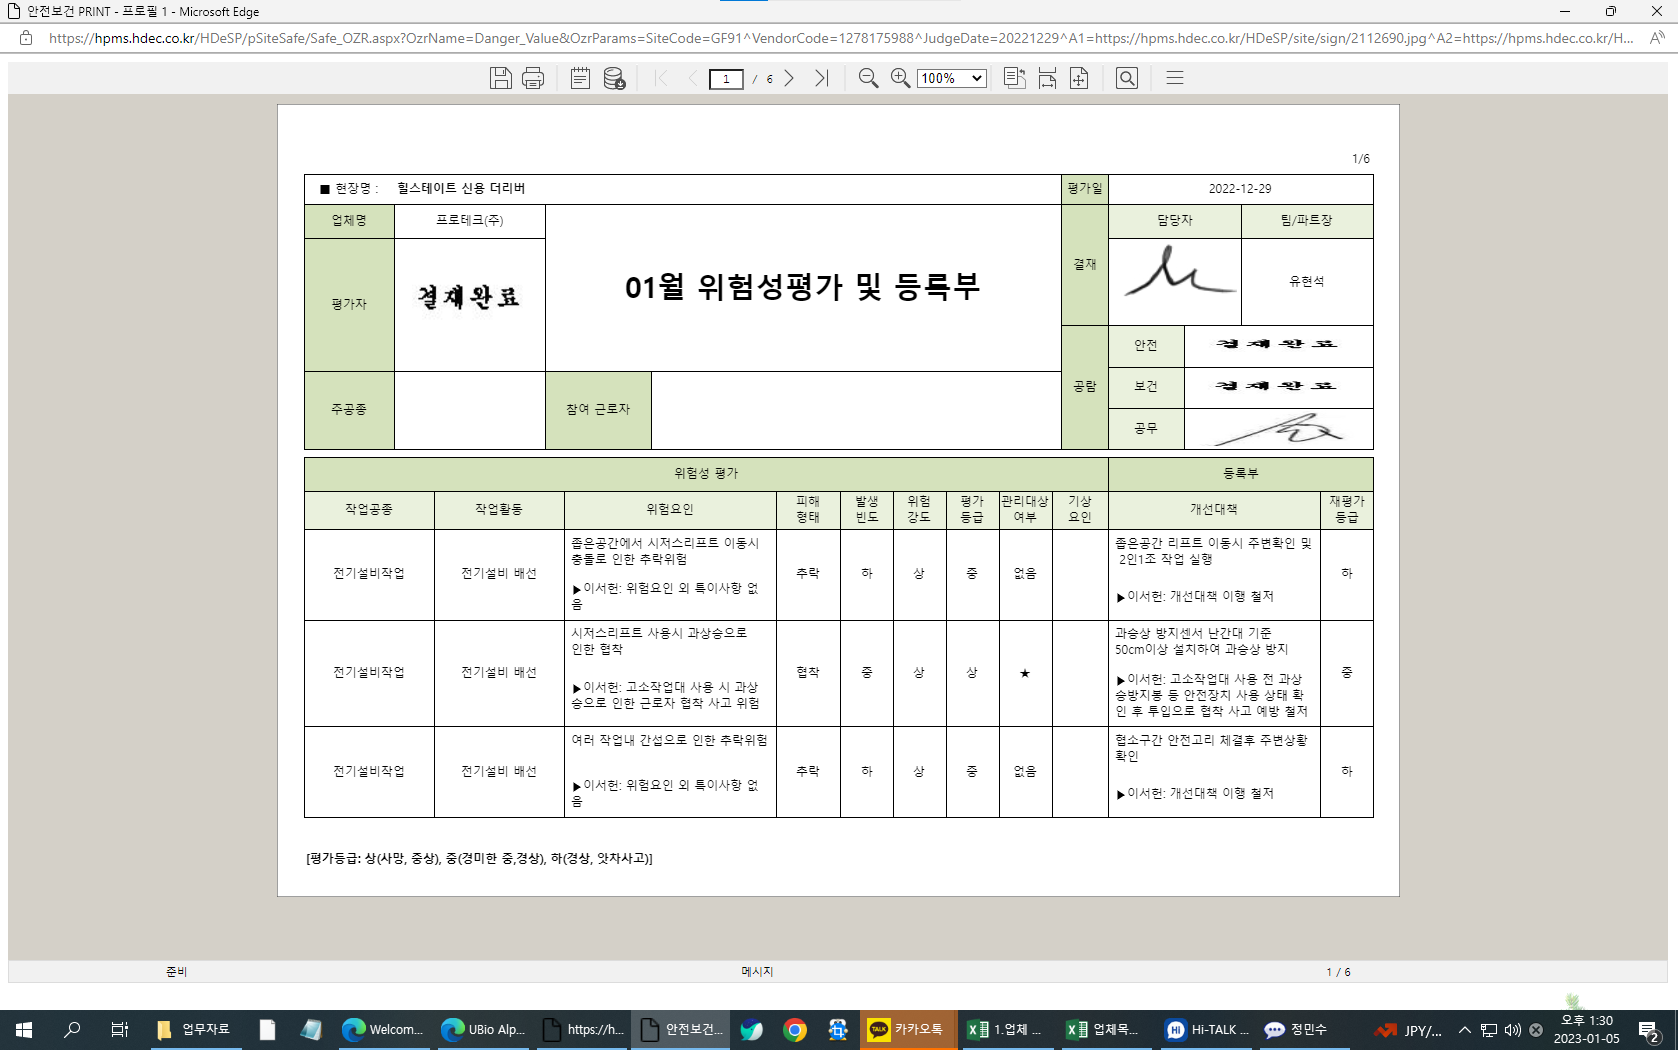 안전보건 PRINT - 프로필 1 - Microsoft Edge
https://hpms.hdec.co.kr/HDeSP/pSiteSafe/Safe_OZR.aspx?OzrName=Danger_Value&OzrParams=SiteCode=GF91^VendorCode=1278175988^JudgeDate=20221229^A1=https://hpms.hdec.co.kr/HDeSP/site/sign/2112690.jpg^A2=https://hpms.hdec.co.kr/H...
1 / 6 100%
1/6
■ 현장명 : 힐스테이트 신용 더리버 평가일 2022-12-29
업체명 프로테크(주) 결재 담당자 팀/파트장
평가자 결재완료 01월 위험성평가 및 등록부 유현석
공람 안전 결재완료
보건 결재완료
주공종 참여 근로자 공무
위험성 평가 등록부
작업공종 작업활동 위험요인 피해 형태 발생 빈도 위험 강도 평가 등급 관리대상 여부 기상 요인 개선대책 재평가 등급
전기설비작업 전기설비 배선
좁은공간에서 시저스리프트 이동시
충돌로 인한 추락위험
▶이서헌: 위험요인 외 특이사항 없
음
추락 하 상 중 없음
좁은공간 리프트 이동시 주변확인 및
2인1조 작업 실행
▶이서헌: 개선대책 이행 철저
하
전기설비작업 전기설비 배선
시저스리프트 사용시 과상승으로
인한 협착
▶이서헌: 고소작업대 사용 시 과상
승으로 인한 근로자 협착 사고 위험
협착 중 상 상 ★
과승상 방지센서 난간대 기준
50cm이상 설치하여 과승상 방지
▶이서헌: 고소작업대 사용 전 과상
승방지봉 등 안전장치 사용 상태 확
인 후 투입으로 협착 사고 예방 철저
중
전기설비작업 전기설비 배선
여러 작업내 간섭으로 인한 추락위험
▶이서헌: 위험요인 외 특이사항 없
음
추락 하 상 중 없음
협소구간 안전고리 체결후 주변상황
확인
▶이서헌: 개선대책 이행 철저
하
[평가등급: 상(사망, 중상), 중(경미한 중,경상), 하(경상, 앗차사고)]
준비 메시지 1 / 6
업무자료 Welcom... UBio Alp... https://h... 안전보건... TALK 카카오톡 1.업체 ... 업체목... Hi-TALK ... 정민수 JPY/... 오후 1:30
2023-01-05
2